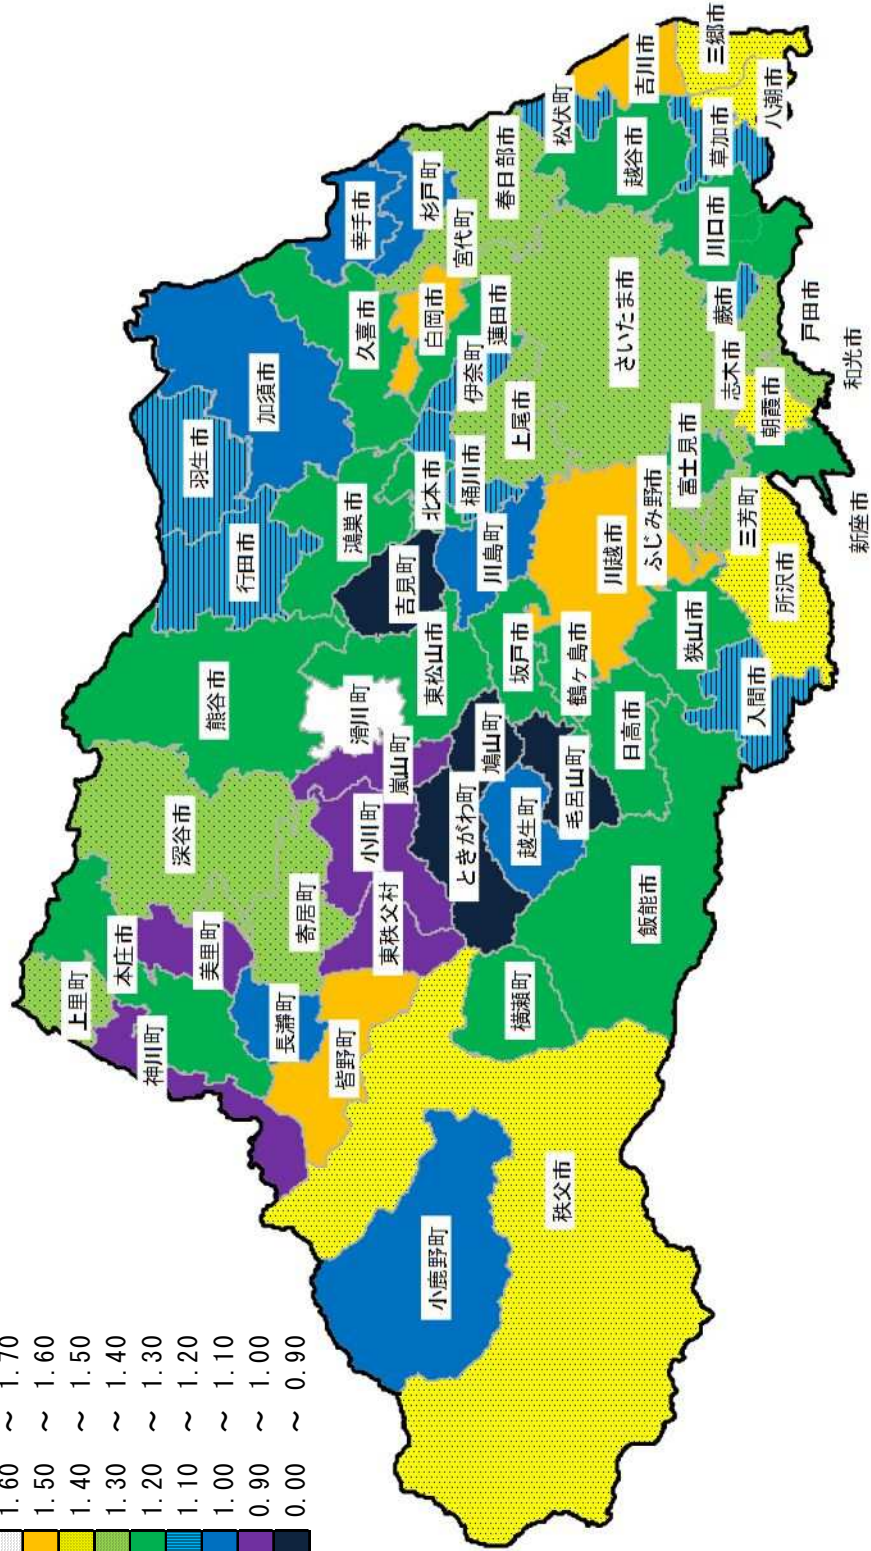 1.60 ～ 1.70
1.50 ～ 1.60
1.40 ～ 1.50
1.30 ～ 1.40
1.20 ～ 1.30
1.10 ～ 1.20
1.00 ～ 1.10
0.90 ～ 1.00
0.00 ～ 0.90
上里町
本庄市
神川町
美里町
深谷市
熊谷市
行田市
羽生市
加須市
長瀞町
寄居町
皆野町
小川町
嵐山町
滑川町
東秩父村
鴻巣市
久喜市
幸手市
杉戸町
吉見町
東松山市
北本市
白岡市
宮代町
小鹿野町
ときがわ町
鳩山町
川島町
桶川市
伊奈町
蓮田市
春日部市
秩父市
横瀬町
越生町
毛呂山町
坂戸市
鶴ヶ島市
上尾市
松伏町
飯能市
日高市
川越市
ふじみ野市
さいたま市
越谷市
吉川市
狭山市
富士見市
志木市
川口市
草加市
三郷市
入間市
所沢市
三芳町
朝霞市
蕨市
戸田市
八潮市
新座市
和光市